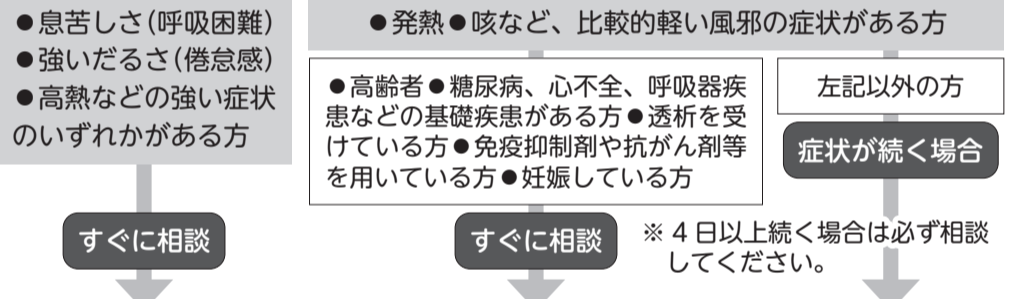 ●息苦しさ(呼吸困難)
●強いだるさ(倦怠感)
●高熱などの強い症状
のいずれかがある方
すぐに相談
●発熱●咳など、比較的軽い風邪の症状がある方
●高齢者●糖尿病、心不全、呼吸器疾
患などの基礎疾患がある方●透析を受
けている方●免疫抑制剤や抗がん剤等
を用いている方●妊娠している方
すぐに相談
左記以外の方
症状が続く場合
※ 4日以上続く場合は必ず相談
してください。